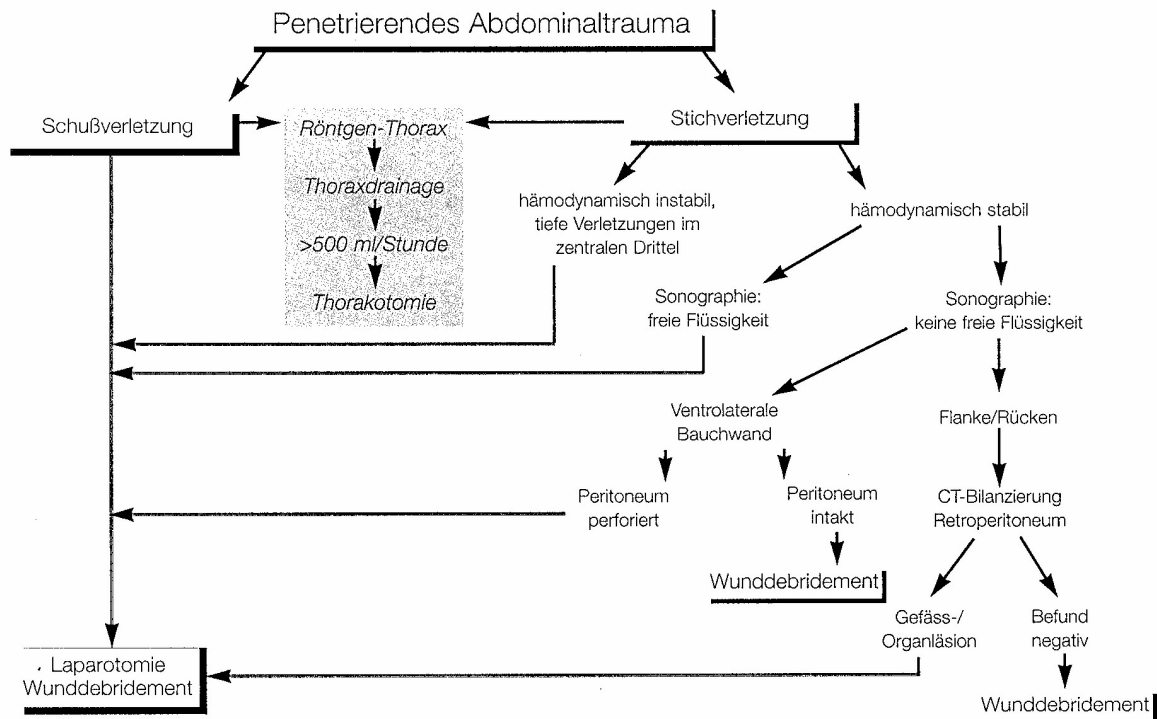 Penetrierendes Abdominaltrauma
Schußverletzung
Röntgen-Thorax
Thoraxdrainage
>500 ml/Stunde
Thorakotomie
Stichverletzung
hämodynamisch instabil,
tiefe Verletzungen im
zentralen Drittel
hämodynamisch stabil
Sonographie:
freie Flüssigkeit
Sonographie:
keine freie Flüssigkeit
Ventrolaterale
Bauchwand
Flanke/Rücken
Peritoneum
perforiert
Peritoneum
intakt
CT-Bilanzierung
Retroperitoneum
Wunddebridement
Gefäss-/
Organläsion
Befund
negativ
Laparotomie
Wunddebridement
Wunddebridement